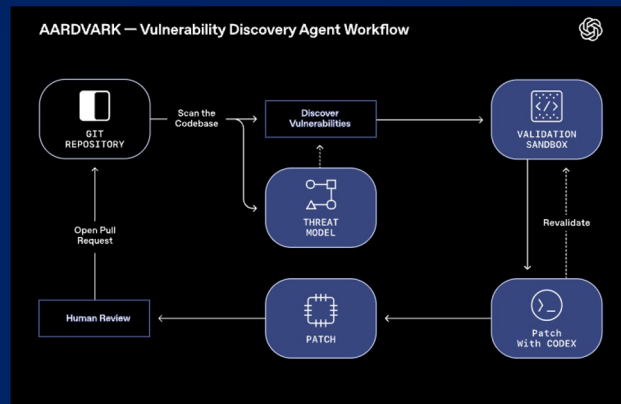 AARDVARK — Vulnerability Discovery Agent Workflow
GIT
REPOSITORY
Scan the
Codebase
Discover
Vulnerabilities
VALIDATION
SANDBOX
THREAT
MODEL
Revalidate
Open Pull
Request
Human Review
PATCH
Patch
With CODEX